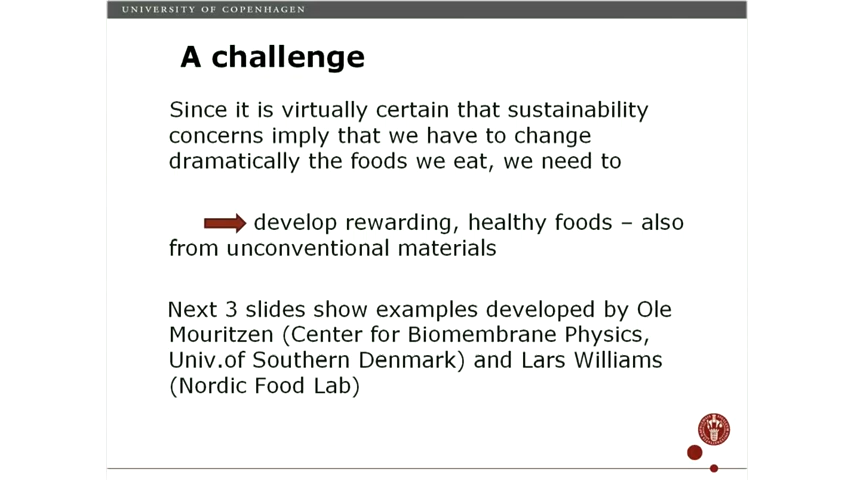 UNIVERSITY OF COPENHAGEN
A challenge
Since it is virtually certain that sustainability
concerns imply that we have to change
dramatically the foods we eat, we need to
develop rewarding, healthy foods – also
from unconventional materials
Next 3 slides show examples developed by Ole
Mouritzen (Center for Biomembrane Physics,
Univ.of Southern Denmark) and Lars Williams
(Nordic Food Lab)